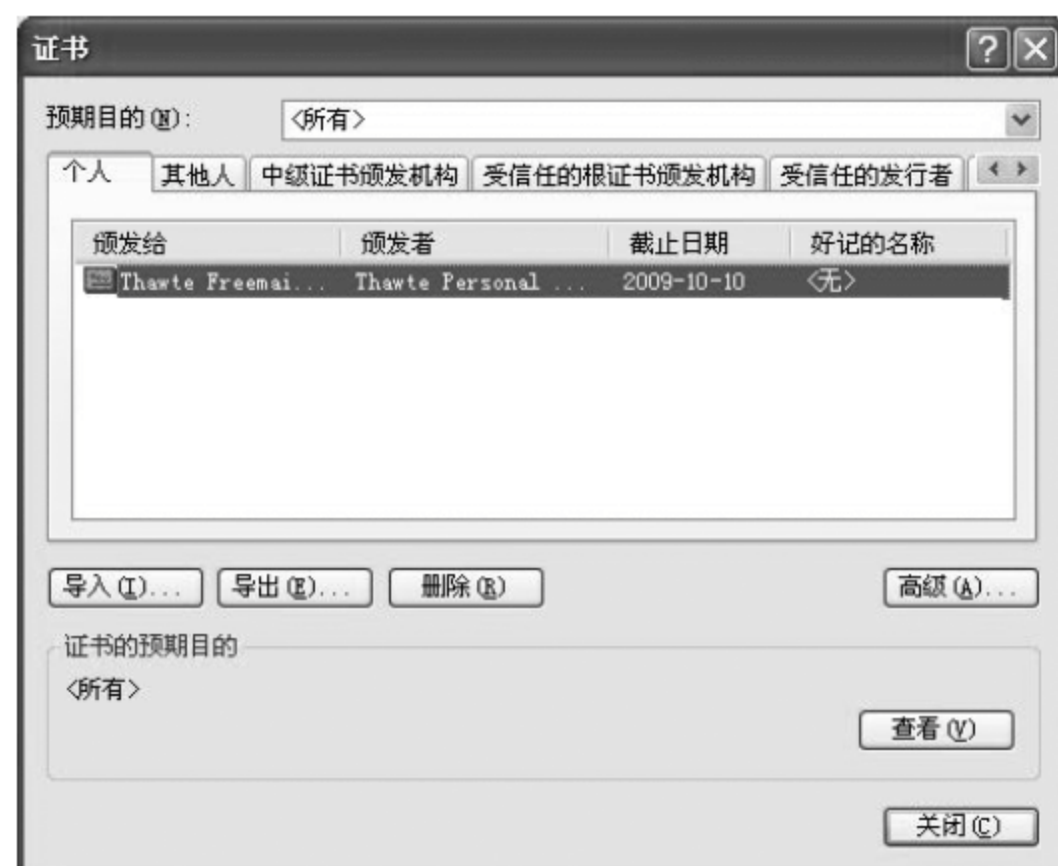 证书
预期目的(N): <所有>
个人 其他人 中级证书颁发机构 受信任的根证书颁发机构 受信任的发行者
颁发给 颁发者 截止日期 好记的名称
Thawte Freemai... Thawte Personal ... 2009-10-10 <无>
导入(I)... 导出(E)... 删除(R) 高级(A)...
证书的预期目的
<所有>
查看(V)
关闭(C)